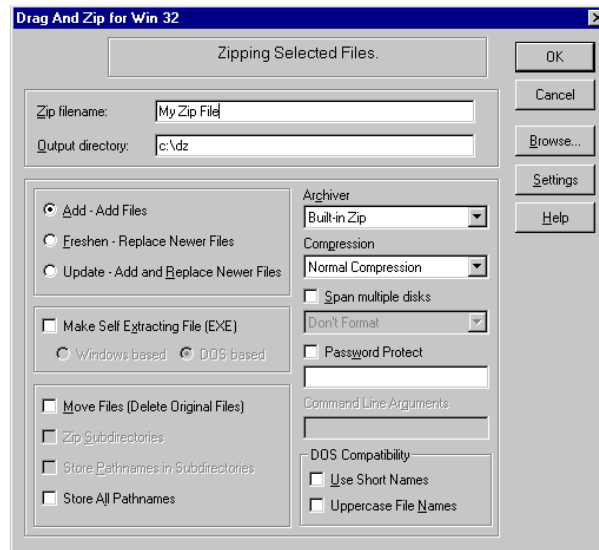 Drag And Zip for Win 32
Zipping Selected Files.
OK
Zip filename: My Zip File
Cancel
Output directory: c:\dz
Browse...
Settings
Help
Add - Add Files
Freshen - Replace Newer Files
Update - Add and Replace Newer Files
Make Self Extracting File (EXE)
Windows based DOS based
Move Files (Delete Original Files)
Zip Subdirectories
Store Pathnames in Subdirectories
Store All Pathnames
Archiver
Built-in Zip
Compression
Normal Compression
Span multiple disks
Don't Format
Password Protect
Command Line Arguments
DOS Compatibility
Use Short Names
Uppercase File Names